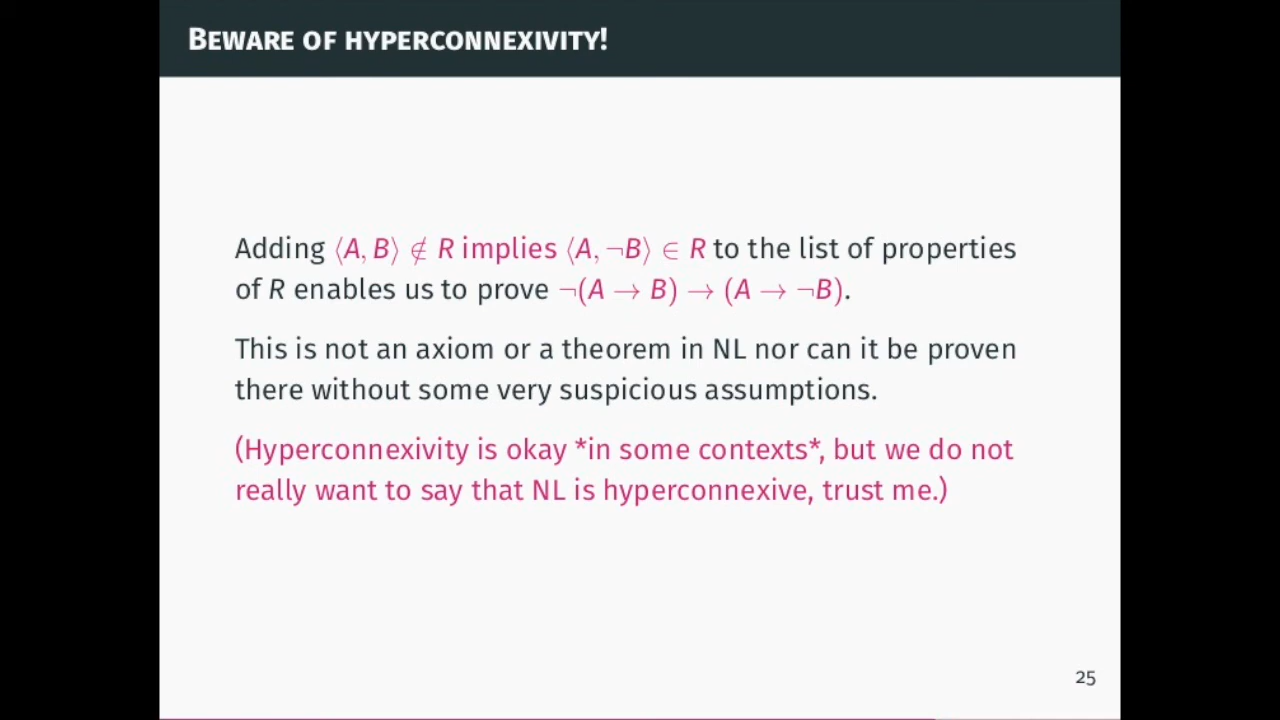 BEWARE OF HYPERCONNEXIVITY!
Adding ⟨A, B⟩ ∉ R implies ⟨A, ¬B⟩ ∈ R to the list of properties
of R enables us to prove ¬(A → B) → (A → ¬B).
This is not an axiom or a theorem in NL nor can it be proven
there without some very suspicious assumptions.
(Hyperconnexivity is okay *in some contexts*, but we do not
really want to say that NL is hyperconnexive, trust me.)
25